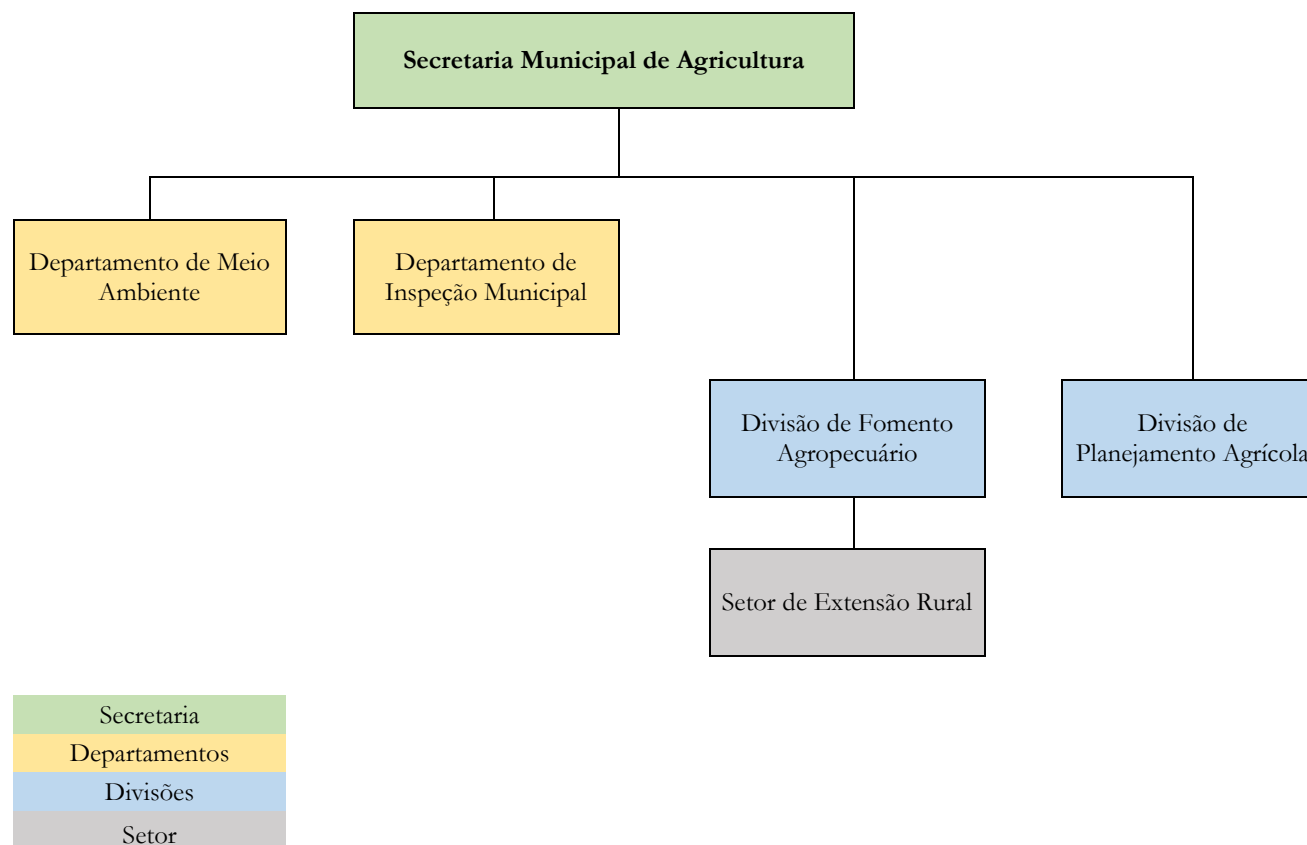 Secretaria Municipal de Agricultura
Departamento de Meio
Ambiente
Departamento de
Inspeção Municipal
Divisão de Fomento
Agropecuário
Divisão de
Planejamento Agrícola
Setor de Extensão Rural
Secretaria
Departamentos
Divisões
Setor